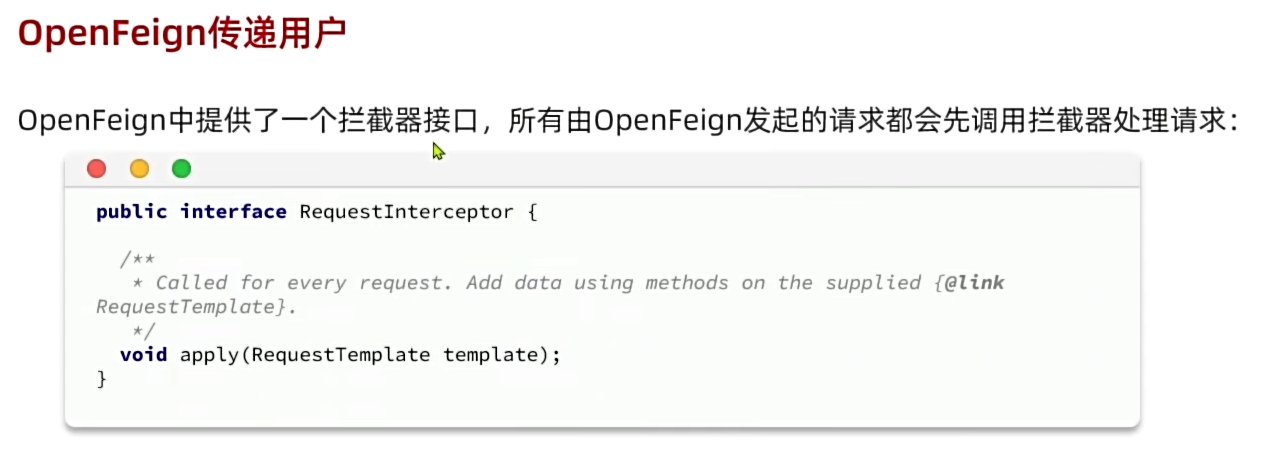 OpenFeign传递用户
OpenFeign中提供了一个拦截器接口，所有由OpenFeign发起的请求都会先调用拦截器处理请求：
public interface RequestInterceptor {
/**
* Called for every request. Add data using methods on the supplied {@link
RequestTemplate}.
*/
void apply(RequestTemplate template);
}